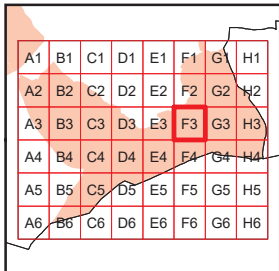 A1 B1 C1 D1 E1 F1 G1 H1
A2 B2 C2 D2 E2 F2 G2 H2
A3 B3 C3 D3 E3 F3 G3 H3
A4 B4 C4 D4 E4 F4 G4 H4
A5 B5 C5 D5 E5 F5 G5 H5
A6 B6 C6 D6 E6 F6 G6 H6